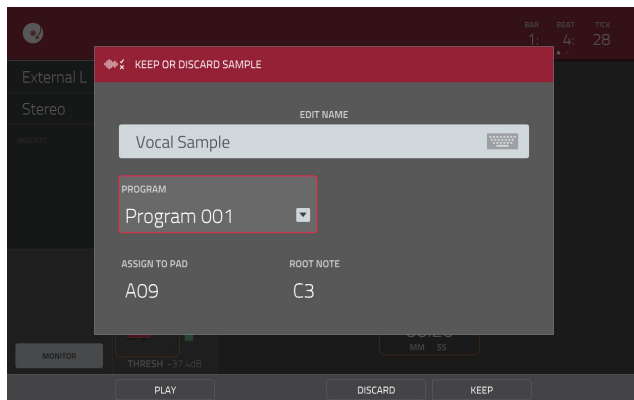 BAR BEAT TICK
1: 4: 28
KEEP OR DISCARD SAMPLE
External L
Stereo
INSERTS
EDIT NAME
Vocal Sample
PROGRAM
Program 001
ASSIGN TO PAD ROOT NOTE
A09 C3
MONITOR
THRESH -37.4dB
MM SS
PLAY DISCARD KEEP